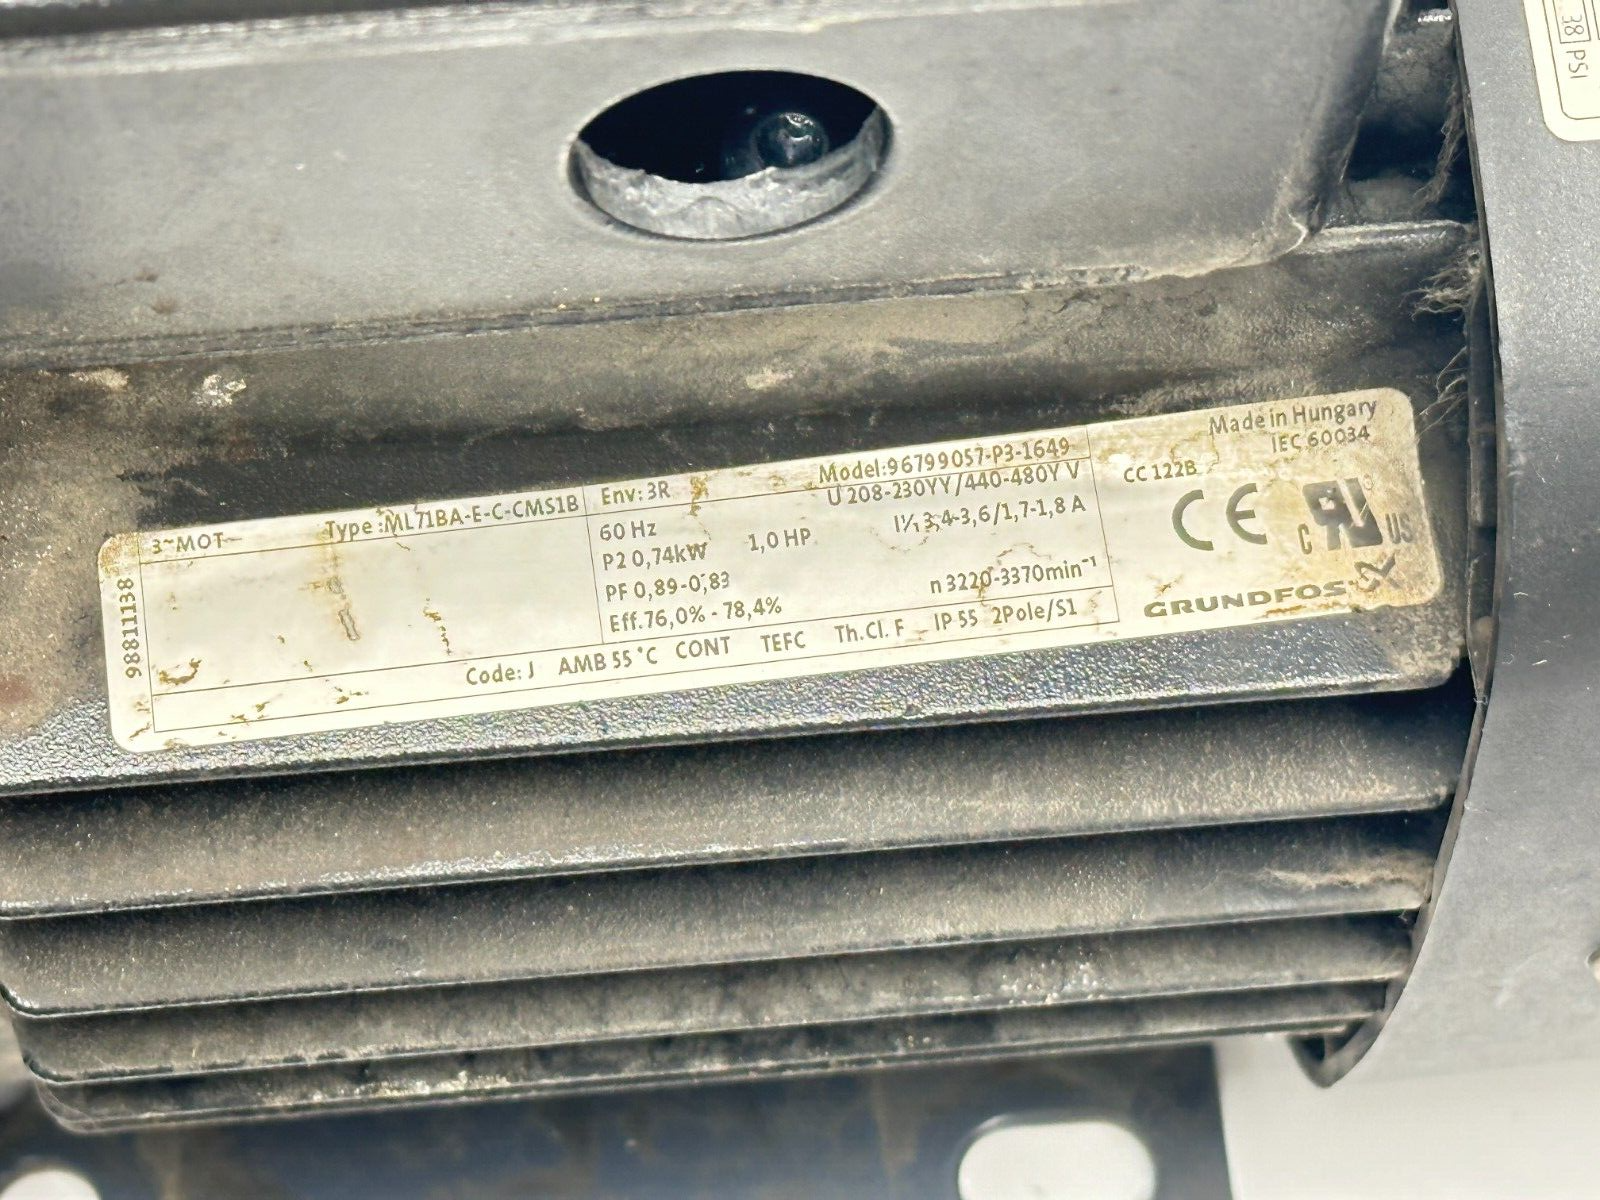 38 PSI
98811138
3~MOT Type:ML71BA-E-C-CMS1B
Env: 3R Model:96799057-P3-1649
60 Hz U 208-230YY/440-480Y V
P2 0,74kW 1,0 HP I1/1 3,4-3,6/1,7-1,8 A
PF 0,89-0,83
Eff.76,0% - 78,4% n 3220-3370min⁻¹
Code: J AMB 55 °C CONT TEFC Th.Cl. F IP 55 2Pole/S1
Made in Hungary
CC 122B IEC 60034
CE c RU US
GRUNDFOS